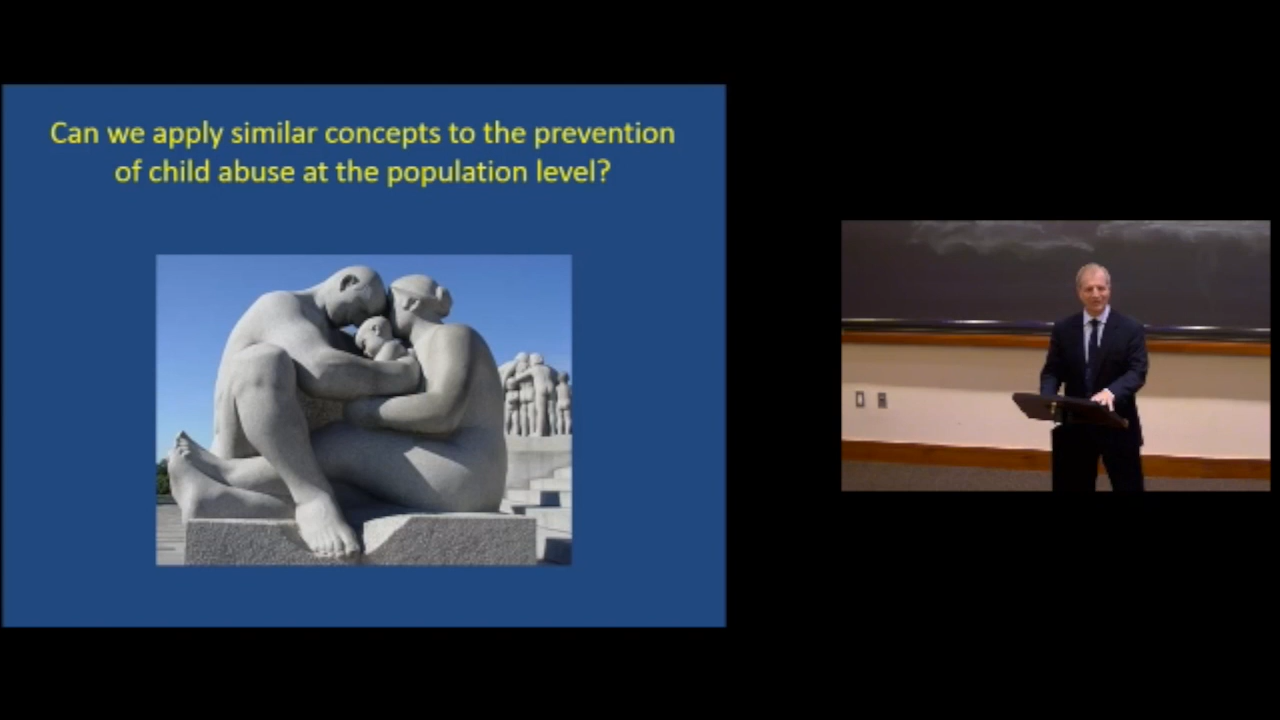 Can we apply similar concepts to the prevention
of child abuse at the population level?